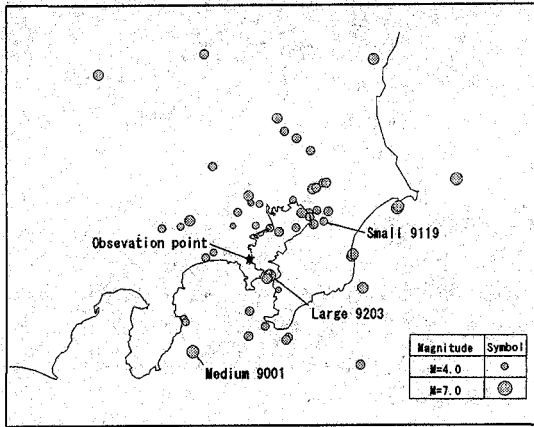 Obsevation point
Small 9119
Large 9203
Medium 9001
Magnitude Symbol
M=4.0
M=7.0